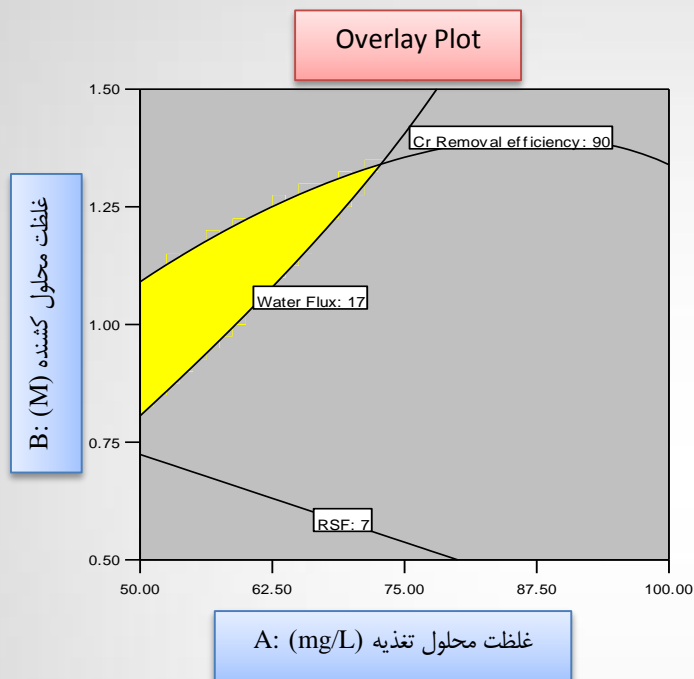 Overlay Plot
1.50
1.25
1.00
0.75
0.50
Cr Removal efficiency: 90
Water Flux: 17
RSF: 7
50.00
62.50
75.00
87.50
100.00
B: (M) غلظت محلول کشنده
A: (mg/L) غلظت محلول تغذیه